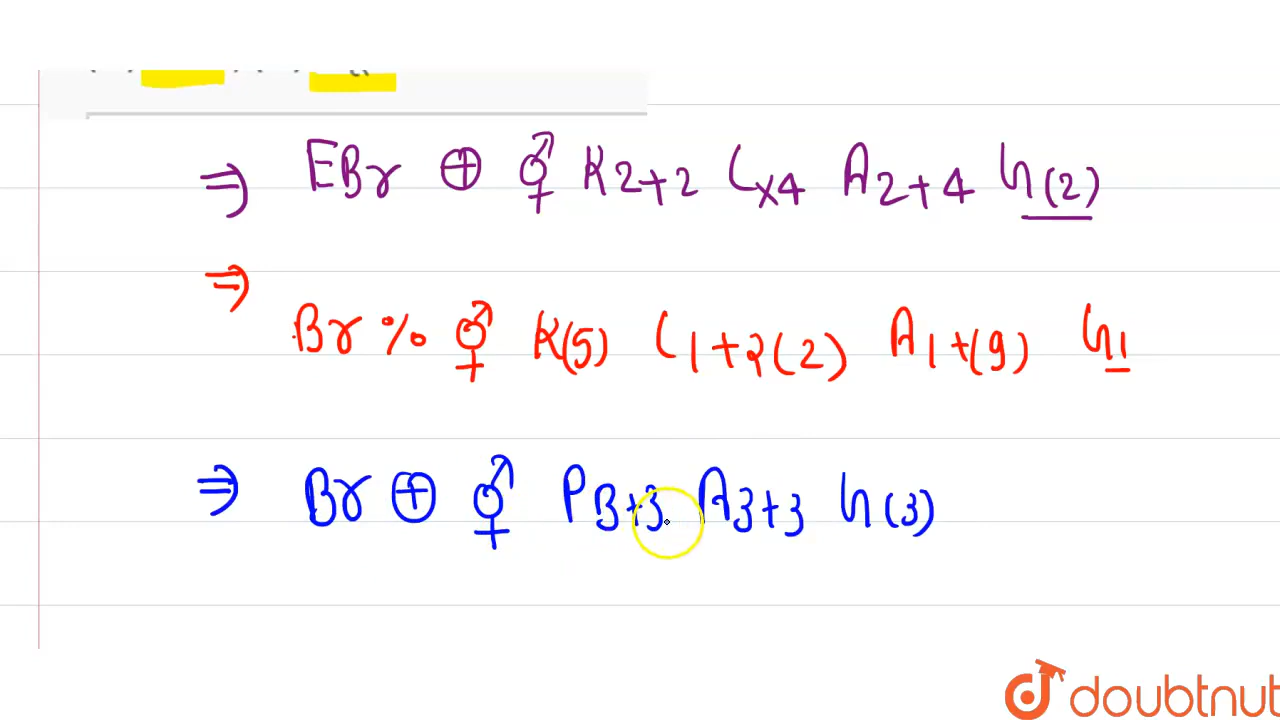 ⇒ EBr ⊕ ⚥ K2+2 C×4 A2+4 G(2)
⇒
Br % ⚥ K(5) C1+2(2) A1+(9) G1
⇒ Br ⊕ ⚥ P3+3 A3+3 G(3)
doubtnut